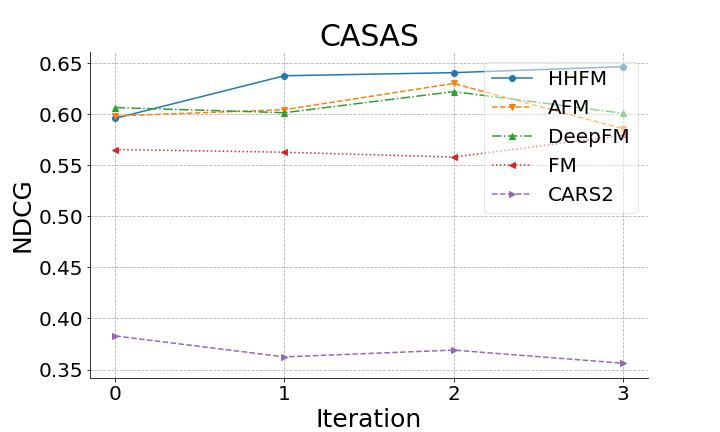 CASAS
NDCG
0.65
0.60
0.55
0.50
0.45
0.40
0.35
HHFM
AFM
DeepFM
FM
CARS2
0 1 2 3
Iteration